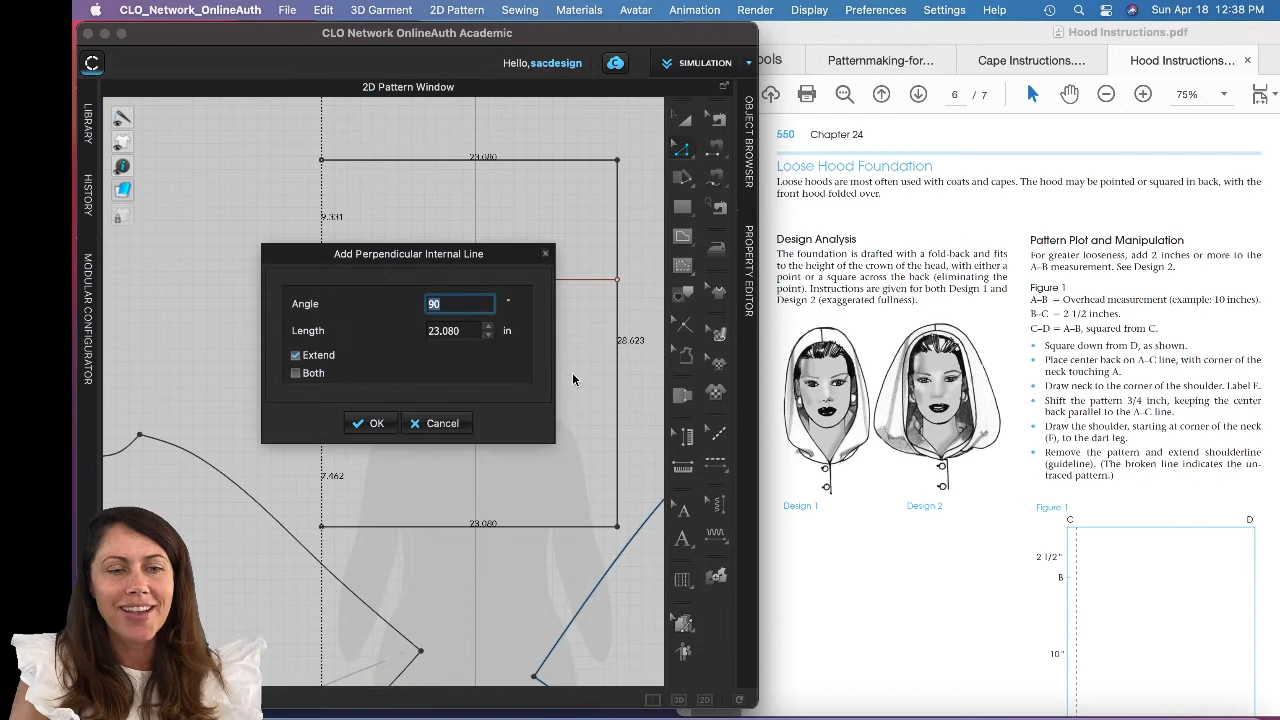 CLO_Network_OnlineAuth File Edit 3D Garment 2D Pattern Sewing Materials Avatar Animation Render Display Preferences Settings Sun Apr 18 12:38 PM
CLO Network OnlineAuth Academic
Hello,sacdesign
SIMULATION
2D Pattern Window
LIBRARY
HISTORY
MODULAR CONFIGURATOR
OBJECT BROWSER
PROPERTY EDITOR
23.080
9.331
28.623
7.462
23.080
Add Perpendicular Internal Line
Angle 90 °
Length 23.080 in
Extend
Both
OK Cancel
3D 2D
Hood Instructions.pdf
ools Patternmaking-for... Cape Instructions.... Hood Instructions...
6 / 7 75%
550 Chapter 24
Loose Hood Foundation
Loose hoods are most often used with coats and capes. The hood may be pointed or squared in back, with the
front hood folded over.
Design Analysis
The foundation is drafted with a fold-back and fits
to the height of the crown of the head, with either a
point or a square across the back (eliminating the
point). Instructions are given for both Design 1 and
Design 2 (exaggerated fullness).
Design 1 Design 2
Pattern Plot and Manipulation
For greater looseness, add 2 inches or more to the
A–B measurement. See Design 2.
Figure 1
A–B = Overhead measurement (example: 10 inches).
B–C = 2 1/2 inches.
C–D = A–B, squared from C.
• Square down from D, as shown.
• Place center back on A–C line, with corner of the
neck touching A.
• Draw neck to the corner of the shoulder. Label E.
• Shift the pattern 3/4 inch, keeping the center
back parallel to the A–C line.
• Draw the shoulder, starting at corner of the neck
(F), to the dart leg.
• Remove the pattern and extend shoulderline
(guideline). (The broken line indicates the un-
traced pattern.)
Figure 1
C D
2 1/2"
B
10"